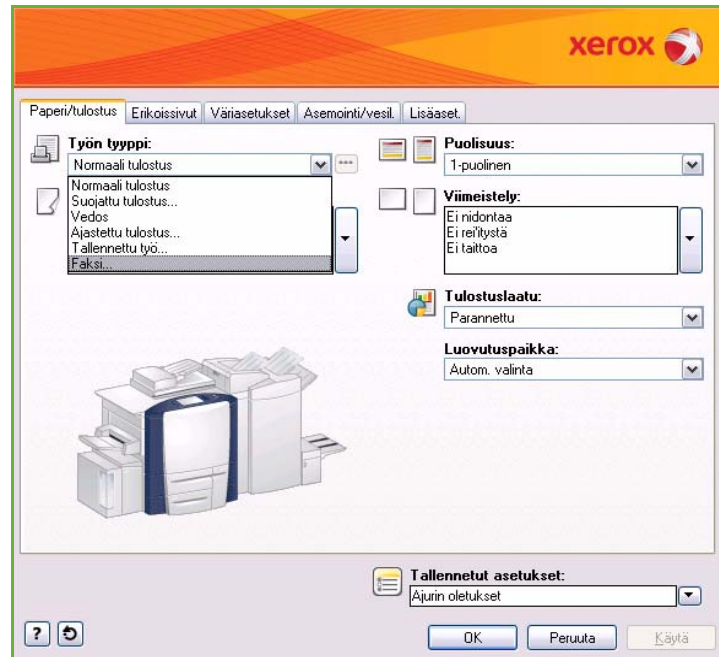 xerox
Paperi/tulostus Erikoissivut Väriasetukset Asemointi/vesil. Lisäaset.
Työn tyyppi:
Normaali tulostus
Normaali tulostus
Suojattu tulostus...
Vedos
Ajastettu tulostus...
Tallennettu työ...
Faksi...
Puolisuus:
1-puolinen
Viimeistely:
Ei nidontaa
Ei rei'itystä
Ei taittoa
Tulostuslaatu:
Parannettu
Luovutuspaikka:
Autom. valinta
Tallennetut asetukset:
Ajurin oletukset
? OK Peruuta Käytä